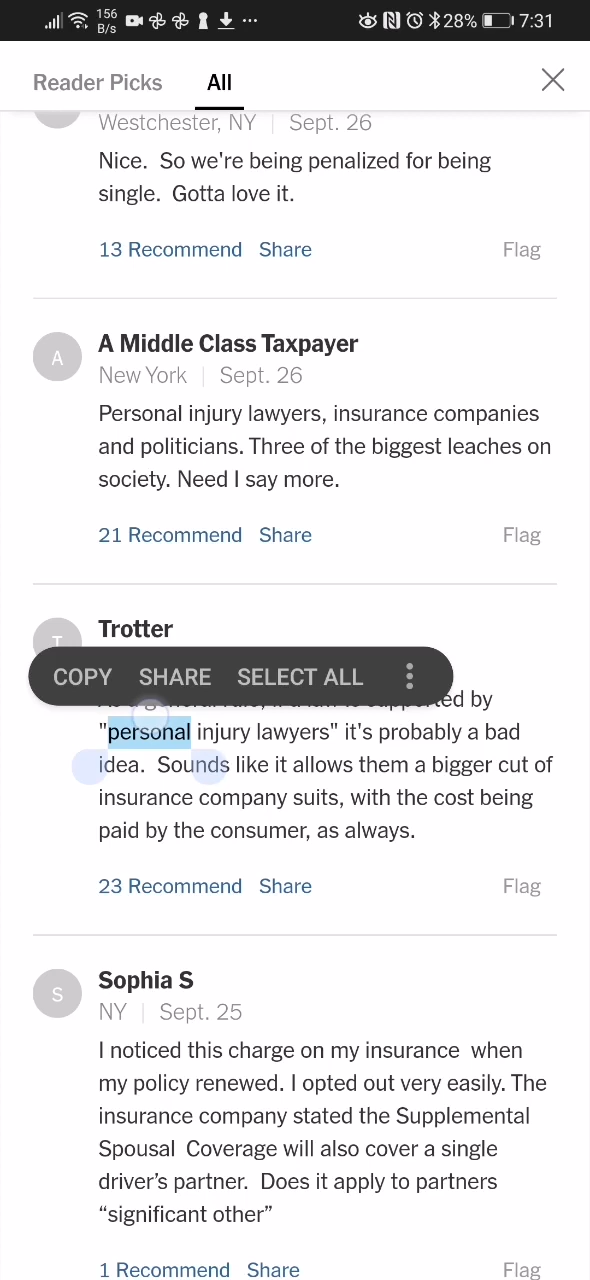 156
B/s
28%
7:31
Reader Picks
All
Westchester, NY | Sept. 26
Nice.  So we're being penalized for being
single.  Gotta love it.
13 Recommend Share Flag
A
A Middle Class Taxpayer
New York | Sept. 26
Personal injury lawyers, insurance companies
and politicians. Three of the biggest leaches on
society. Need I say more.
21 Recommend Share Flag
T
Trotter
COPY SHARE SELECT ALL
by
"personal injury lawyers" it's probably a bad
idea.  Sounds like it allows them a bigger cut of
insurance company suits, with the cost being
paid by the consumer, as always.
23 Recommend Share Flag
S
Sophia S
NY | Sept. 25
I noticed this charge on my insurance  when
my policy renewed. I opted out very easily. The
insurance company stated the Supplemental
Spousal  Coverage will also cover a single
driver’s partner.  Does it apply to partners
“significant other”
1 Recommend Share Flag